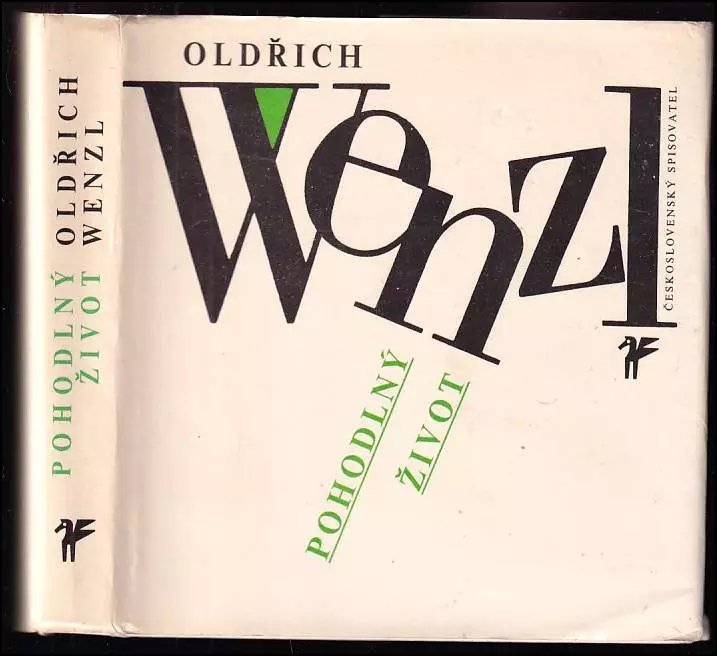 POHODLNÝ OLDŘICH
ŽIVOT WENZL
OLDŘICH
Wenzl
ČESKOSLOVENSKÝ SPISOVATEL
POHODLNÝ
ŽIVOT